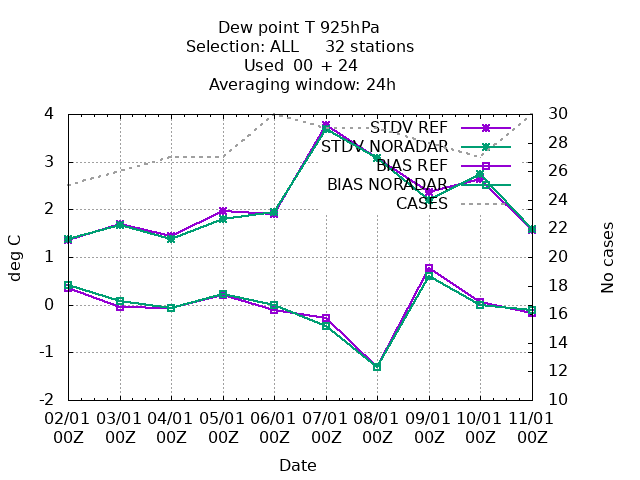 Dew point T 925hPa
Selection: ALL 32 stations
Used 00 + 24
Averaging window: 24h
4
3
2
1
0
-1
-2
deg C
30
28
26
24
22
20
18
16
14
12
10
No cases
STDV REF
STDV NORADAR
BIAS REF
BIAS NORADAR
CASES
02/01 03/01 04/01 05/01 06/01 07/01 08/01 09/01 10/01 11/01
00Z 00Z 00Z 00Z 00Z 00Z 00Z 00Z 00Z 00Z
Date